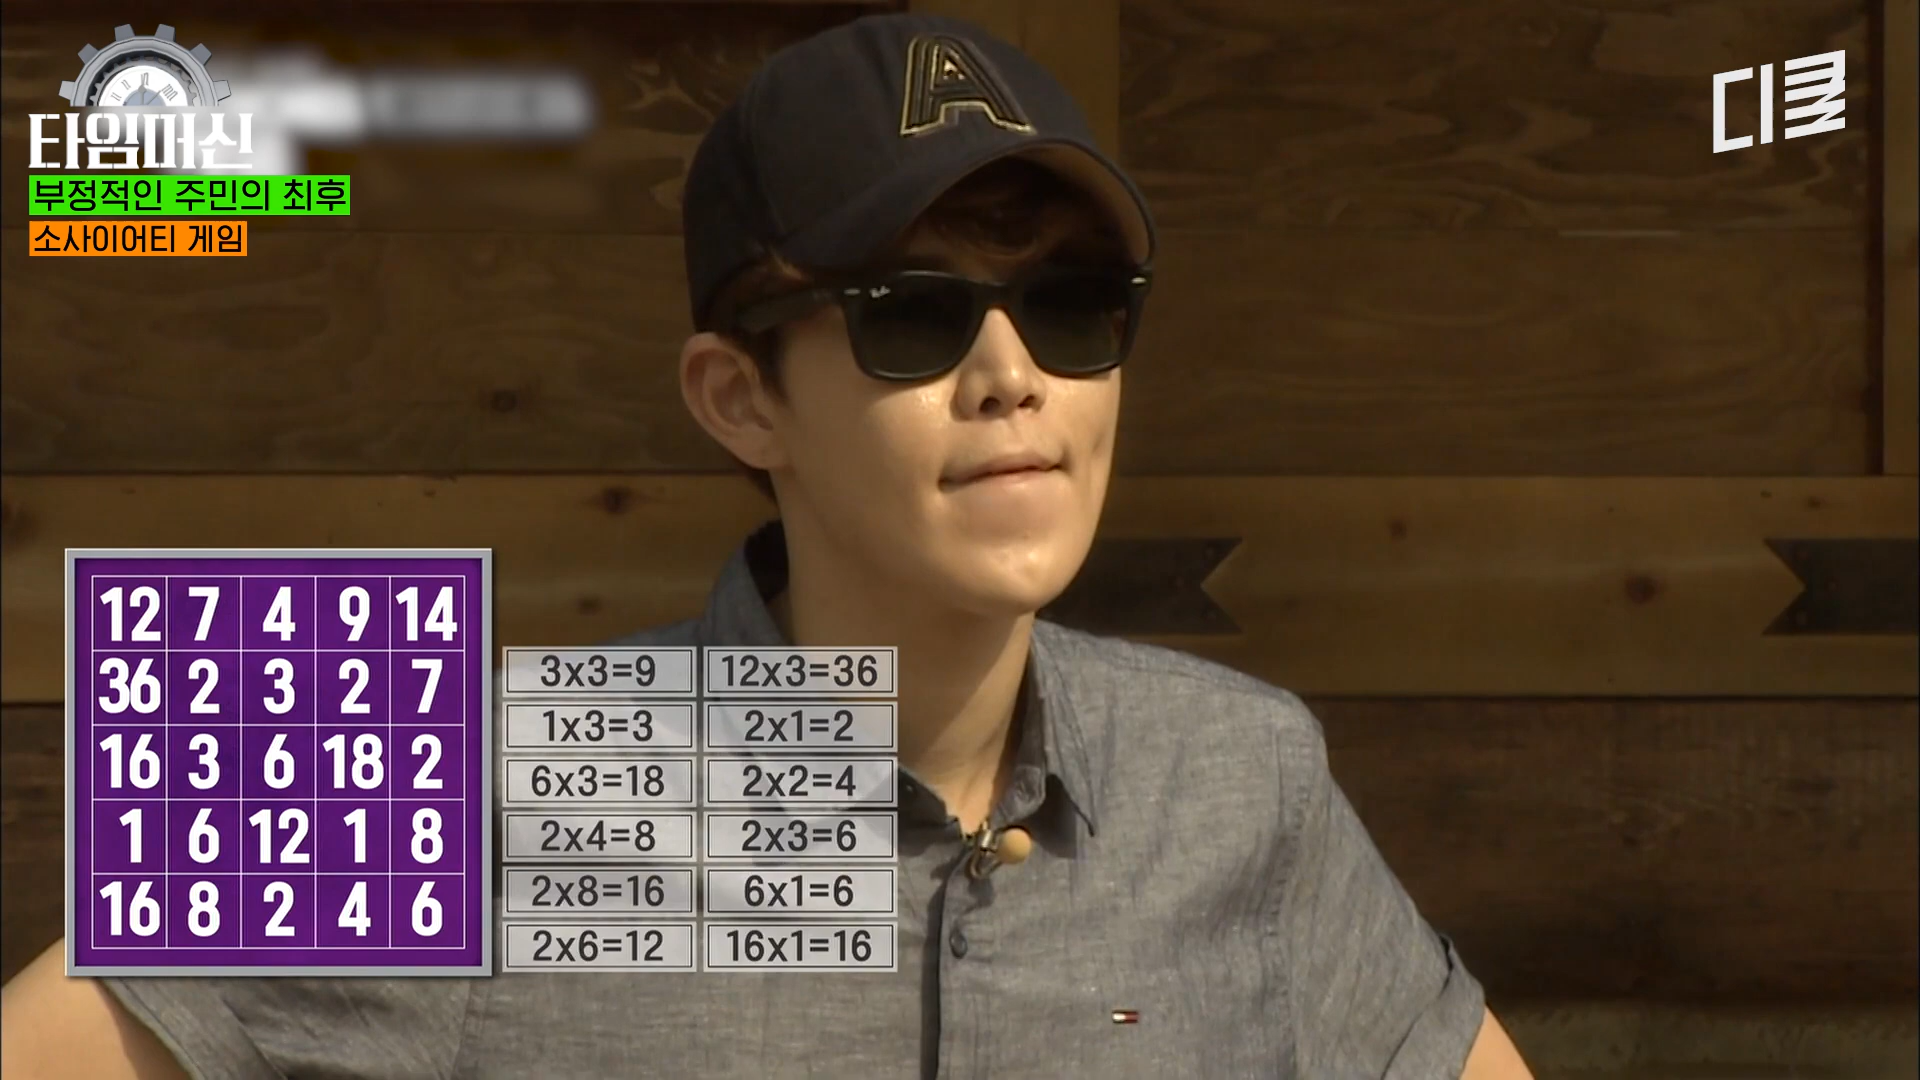 타임머신
부정적인 주민의 최후
소사이어티 게임
디글
A
Ray-Ban
12 7 4 9 14
36 2 3 2 7
16 3 6 18 2
1 6 12 1 8
16 8 2 4 6
3x3=9 12x3=36
1x3=3 2x1=2
6x3=18 2x2=4
2x4=8 2x3=6
2x8=16 6x1=6
2x6=12 16x1=16